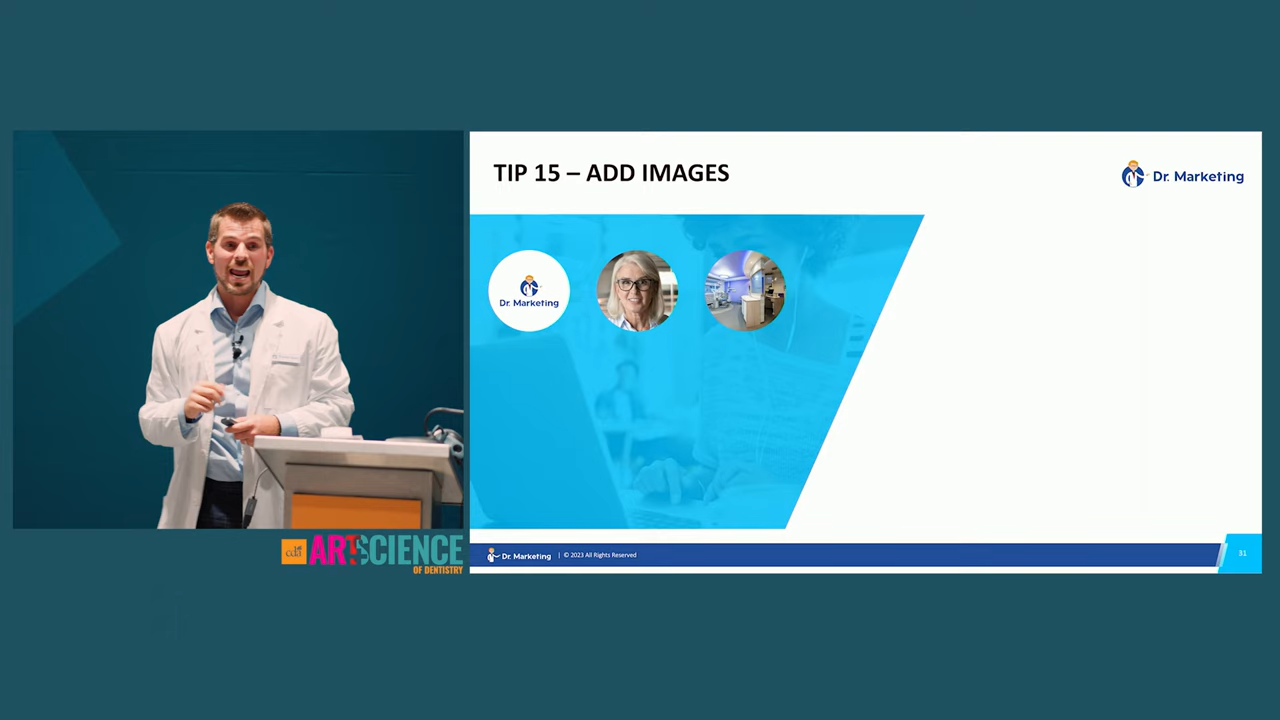 TIP 15 – ADD IMAGES
Dr. Marketing
Dr. Marketing
cda
ART & SCIENCE
OF DENTISTRY
Dr. Marketing | © 2023 All Rights Reserved
31